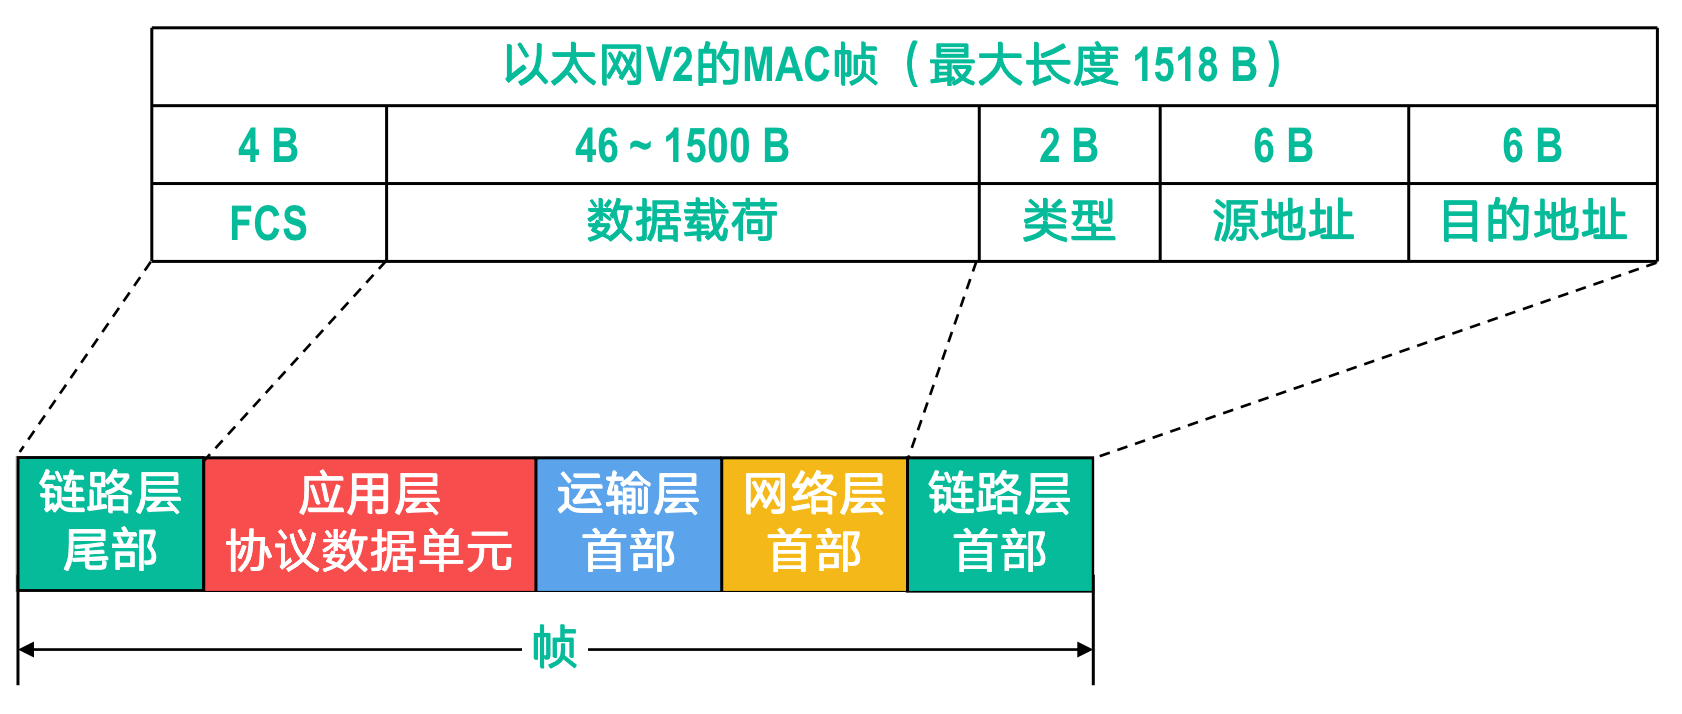 以太网V2的MAC帧（最大长度 1518 B）
4 B
46 ~ 1500 B
2 B
6 B
6 B
FCS
数据载荷
类型
源地址
目的地址
链路层
尾部
应用层
协议数据单元
运输层
首部
网络层
首部
链路层
首部
帧